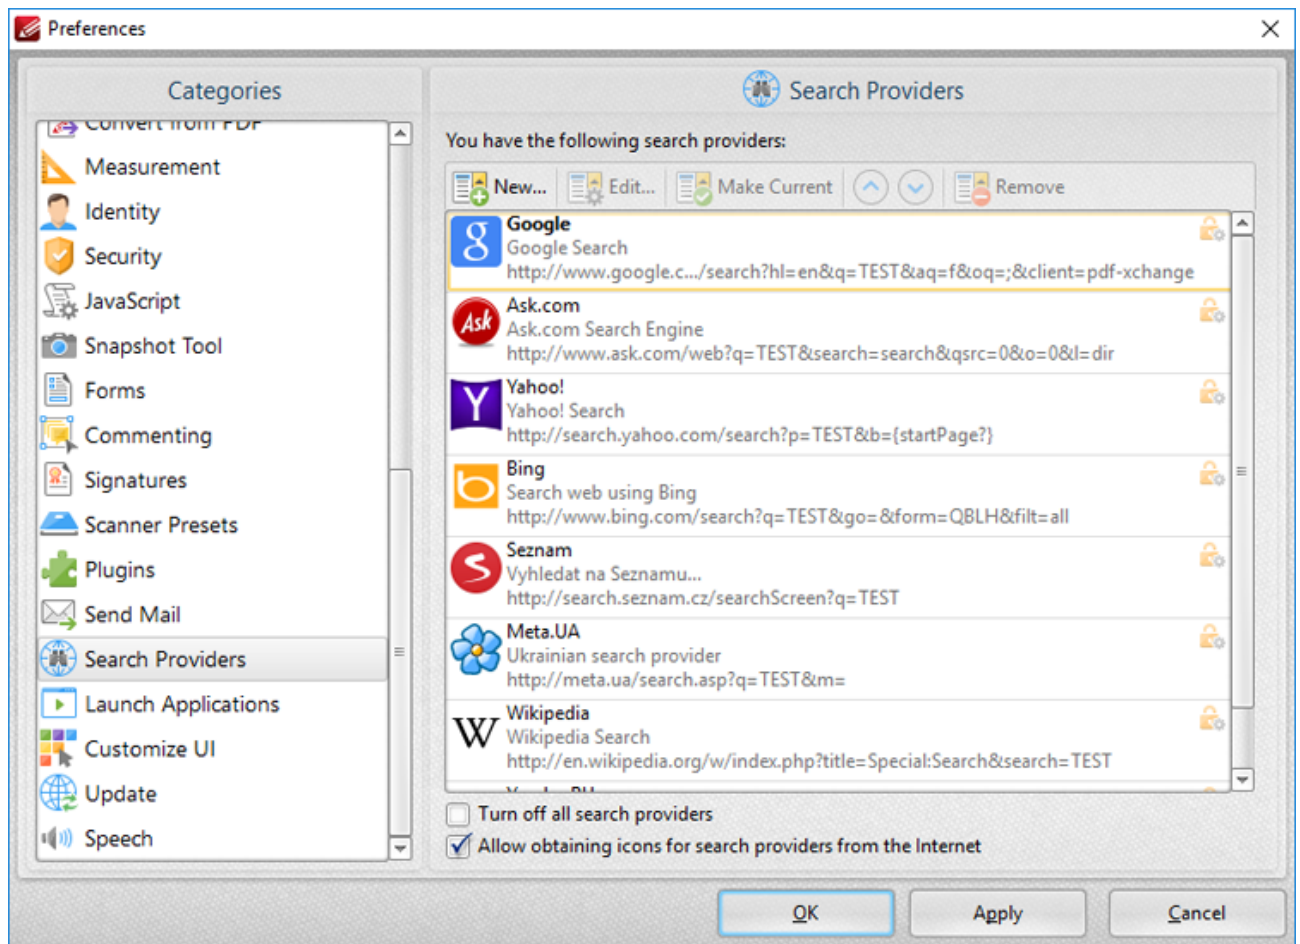 Preferences
Categories
Convert from PDF
Measurement
Identity
Security
JavaScript
Snapshot Tool
Forms
Commenting
Signatures
Scanner Presets
Plugins
Send Mail
Search Providers
Launch Applications
Customize UI
Update
Speech
Search Providers
You have the following search providers:
New... Edit... Make Current Remove
g
Google
Google Search
http://www.google.c.../search?hl=en&q=TEST&aq=f&oq=;&client=pdf-xchange
Ask
Ask.com
Ask.com Search Engine
http://www.ask.com/web?q=TEST&search=search&qsrc=0&o=0&l=dir
Y
Yahoo!
Yahoo! Search
http://search.yahoo.com/search?p=TEST&b={startPage?}
b
Bing
Search web using Bing
http://www.bing.com/search?q=TEST&go=&form=QBLH&filt=all
S
Seznam
Vyhledat na Seznamu...
http://search.seznam.cz/searchScreen?q=TEST
Meta.UA
Ukrainian search provider
http://meta.ua/search.asp?q=TEST&m=
W
Wikipedia
Wikipedia Search
http://en.wikipedia.org/w/index.php?title=Special:Search&search=TEST
Turn off all search providers
Allow obtaining icons for search providers from the Internet
OK Apply Cancel